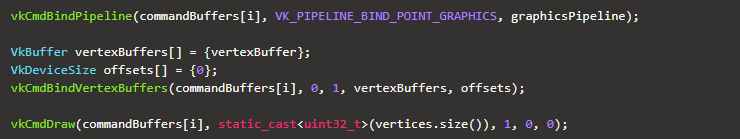 vkCmdBindPipeline(commandBuffers[i], VK_PIPELINE_BIND_POINT_GRAPHICS, graphicsPipeline);
VkBuffer vertexBuffers[] = {vertexBuffer};
VkDeviceSize offsets[] = {0};
vkCmdBindVertexBuffers(commandBuffers[i], 0, 1, vertexBuffers, offsets);
vkCmdDraw(commandBuffers[i], static_cast<uint32_t>(vertices.size()), 1, 0, 0);